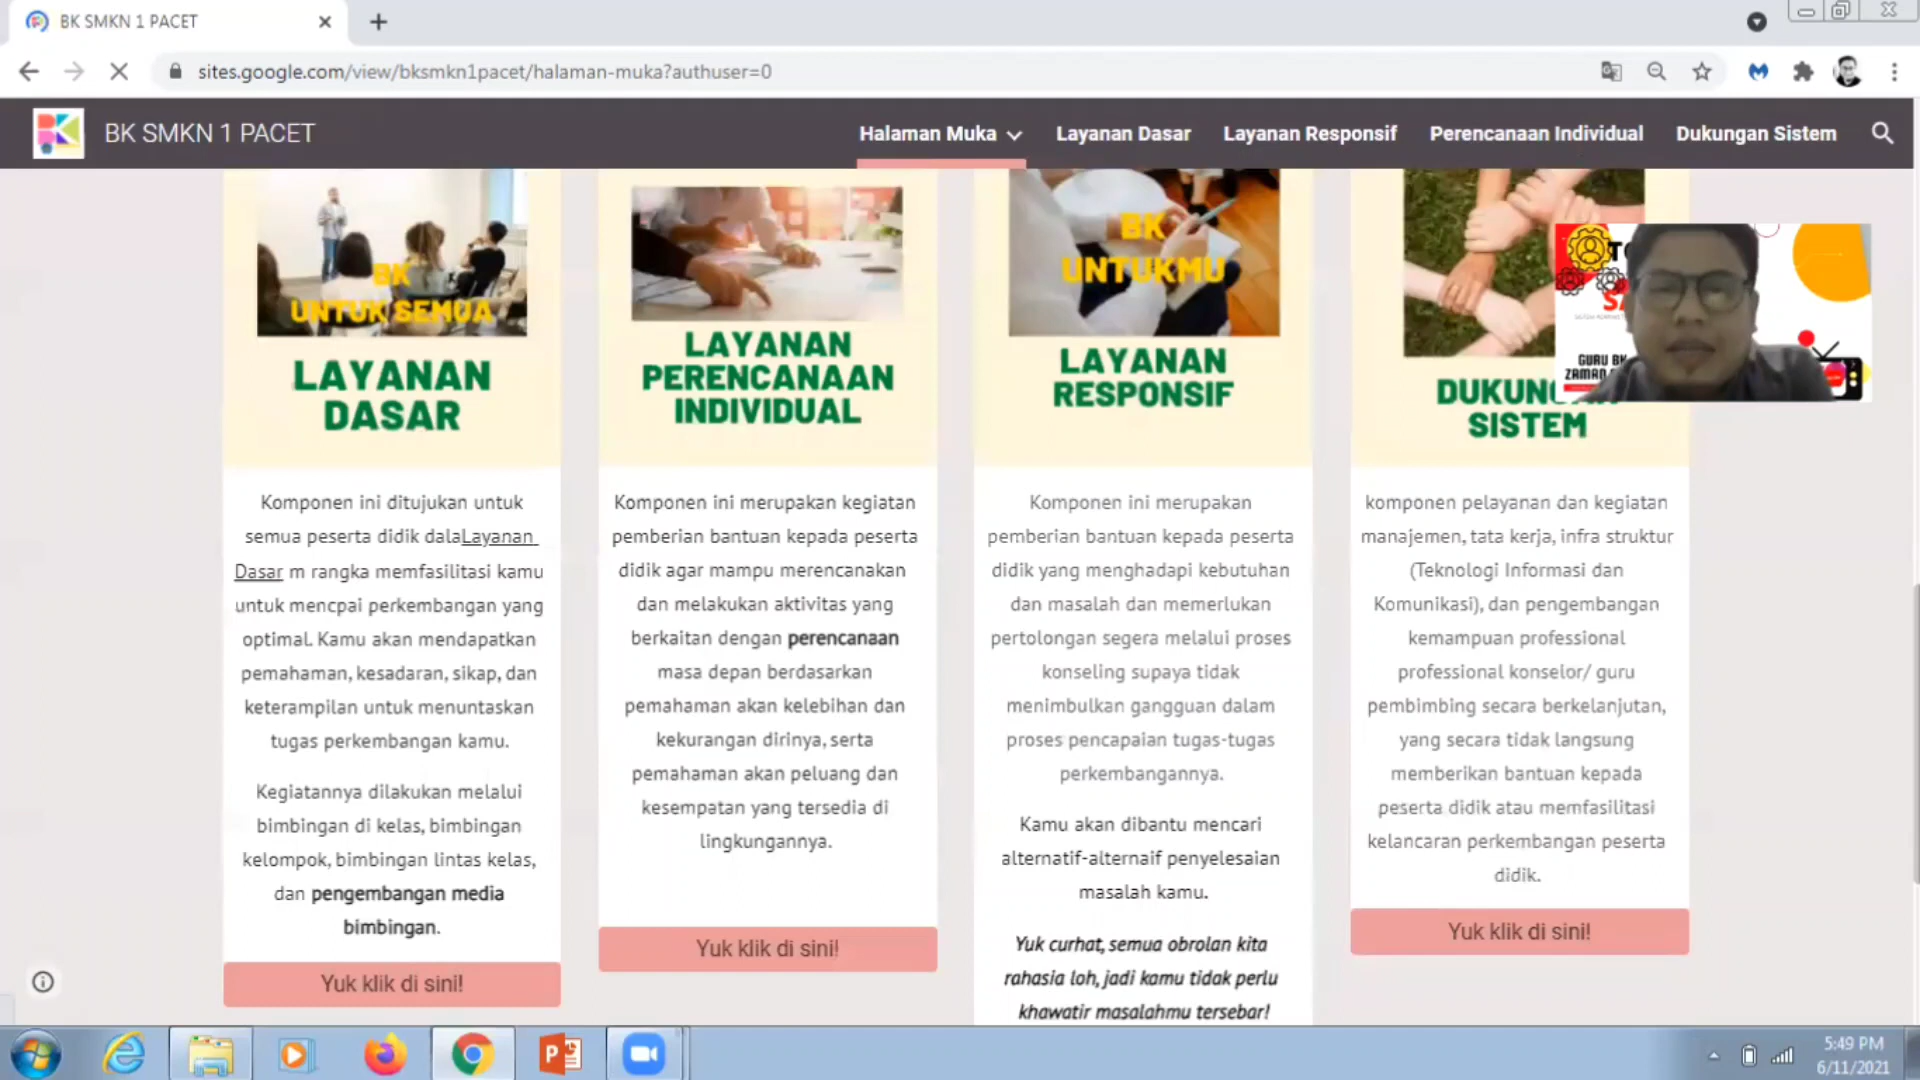 BK SMKN 1 PACET
sites.google.com/view/bksmkn1pacet/halaman-muka?authuser=0
BK SMKN 1 PACET
Halaman Muka
Layanan Dasar
Layanan Responsif
Perencanaan Individual
Dukungan Sistem
BK
UNTUK SEMUA
LAYANAN
DASAR
Komponen ini ditujukan untuk
semua peserta didik dalaLayanan
Dasar m rangka memfasilitasi kamu
untuk mencpai perkembangan yang
optimal. Kamu akan mendapatkan
pemahaman, kesadaran, sikap, dan
keterampilan untuk menuntaskan
tugas perkembangan kamu.
Kegiatannya dilakukan melalui
bimbingan di kelas, bimbingan
kelompok, bimbingan lintas kelas,
dan pengembangan media
bimbingan.
Yuk klik di sini!
LAYANAN
PERENCANAAN
INDIVIDUAL
Komponen ini merupakan kegiatan
pemberian bantuan kepada peserta
didik agar mampu merencanakan
dan melakukan aktivitas yang
berkaitan dengan perencanaan
masa depan berdasarkan
pemahaman akan kelebihan dan
kekurangan dirinya, serta
pemahaman akan peluang dan
kesempatan yang tersedia di
lingkungannya.
Yuk klik di sini!
BK
UNTUKMU
LAYANAN
RESPONSIF
Komponen ini merupakan
pemberian bantuan kepada peserta
didik yang menghadapi kebutuhan
dan masalah dan memerlukan
pertolongan segera melalui proses
konseling supaya tidak
menimbulkan gangguan dalam
proses pencapaian tugas-tugas
perkembangannya.
Kamu akan dibantu mencari
alternatif-alternaif penyelesaian
masalah kamu.
Yuk curhat, semua obrolan kita
rahasia loh, jadi kamu tidak perlu
khawatir masalahmu tersebar!
GURU BK
ZAMAN
SISTEM
komponen pelayanan dan kegiatan
manajemen, tata kerja, infra struktur
(Teknologi Informasi dan
Komunikasi), dan pengembangan
kemampuan professional
professional konselor/ guru
pembimbing secara berkelanjutan,
yang secara tidak langsung
memberikan bantuan kepada
peserta didik atau memfasilitasi
kelancaran perkembangan peserta
didik.
Yuk klik di sini!
5:49 PM
6/11/2021